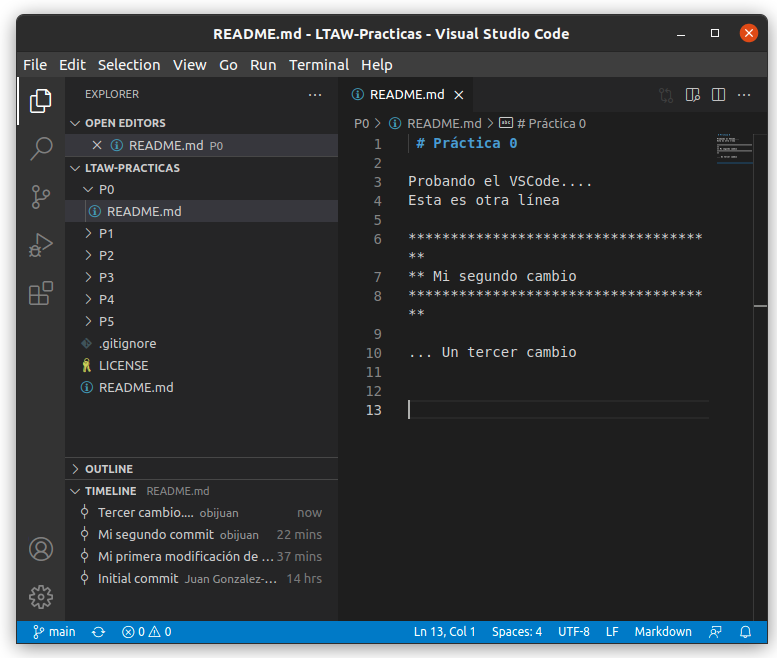 README.md - LTAW-Practicas - Visual Studio Code
File Edit Selection View Go Run Terminal Help
EXPLORER ...
OPEN EDITORS
README.md P0
LTAW-PRACTICAS
P0
README.md
P1
P2
P3
P4
P5
.gitignore
LICENSE
README.md
OUTLINE
TIMELINE README.md
Tercer cambio.... obijuan now
Mi segundo commit obijuan 22 mins
Mi primera modificación de ... 37 mins
Initial commit Juan Gonzalez-... 14 hrs
README.md
P0 > README.md > abc # Práctica 0
1 # Práctica 0
2
3 Probando el VSCode....
4 Esta es otra línea
5
6 ***********************************
**
7 ** Mi segundo cambio
8 ***********************************
**
9
10 ... Un tercer cambio
11
12
13
main 0 0 Ln 13, Col 1 Spaces: 4 UTF-8 LF Markdown